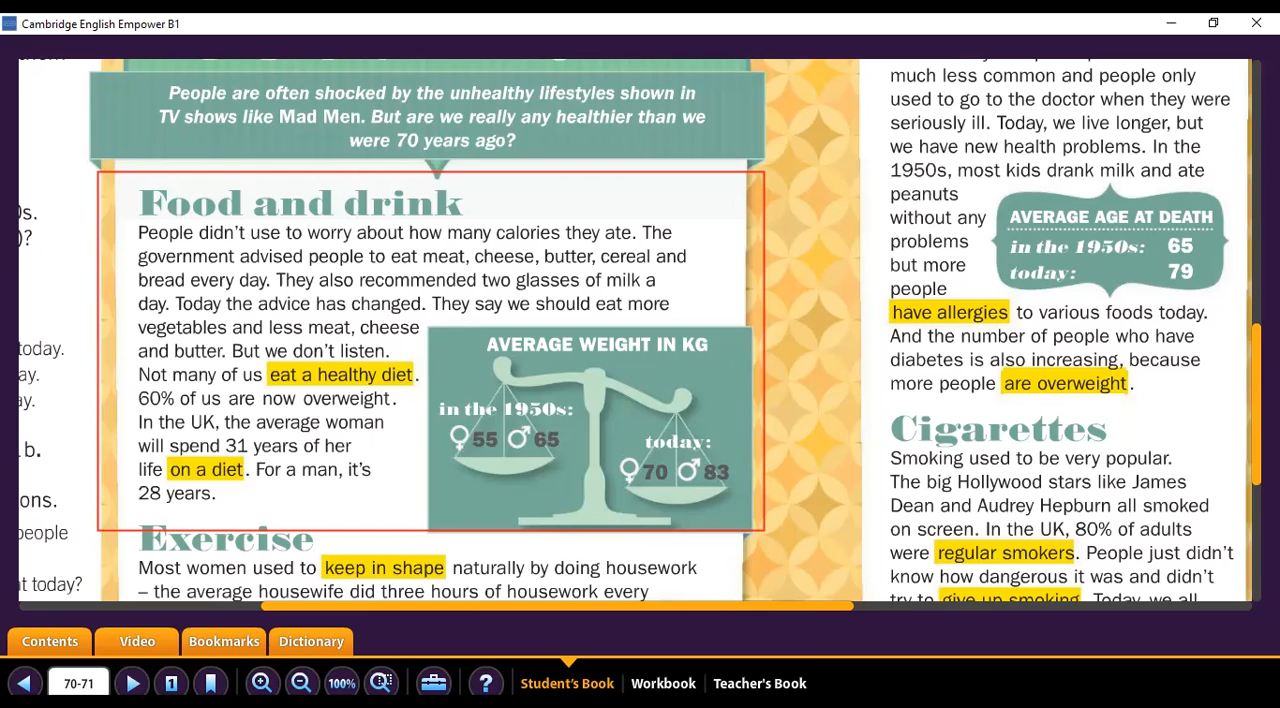 Cambridge English Empower B1
People are often shocked by the unhealthy lifestyles shown in
TV shows like Mad Men. But are we really any healthier than we
were 70 years ago?
Food and drink
People didn't use to worry about how many calories they ate. The
government advised people to eat meat, cheese, butter, cereal and
bread every day. They also recommended two glasses of milk a
day. Today the advice has changed. They say we should eat more
vegetables and less meat, cheese
and butter. But we don't listen.
Not many of us eat a healthy diet.
60% of us are now overweight.
In the UK, the average woman
will spend 31 years of her
life on a diet. For a man, it's
28 years.
AVERAGE WEIGHT IN KG
in the 1950s:
♀55 ♂65
today:
♀70 ♂83
Exercise
Most women used to keep in shape naturally by doing housework
– the average housewife did three hours of housework every
much less common and people only
used to go to the doctor when they were
seriously ill. Today, we live longer, but
we have new health problems. In the
1950s, most kids drank milk and ate
peanuts
without any
problems
but more
people
have allergies to various foods today.
And the number of people who have
diabetes is also increasing, because
more people are overweight.
AVERAGE AGE AT DEATH
in the 1950s: 65
today: 79
Cigarettes
Smoking used to be very popular.
The big Hollywood stars like James
Dean and Audrey Hepburn all smoked
on screen. In the UK, 80% of adults
were regular smokers. People just didn't
know how dangerous it was and didn't
try to give up smoking. Today, we all
0s.
)?
today.
ay.
ay.
b.
ons.
people
at today?
Contents
Video
Bookmarks
Dictionary
70-71
1
100%
?
Student's Book
Workbook
Teacher's Book